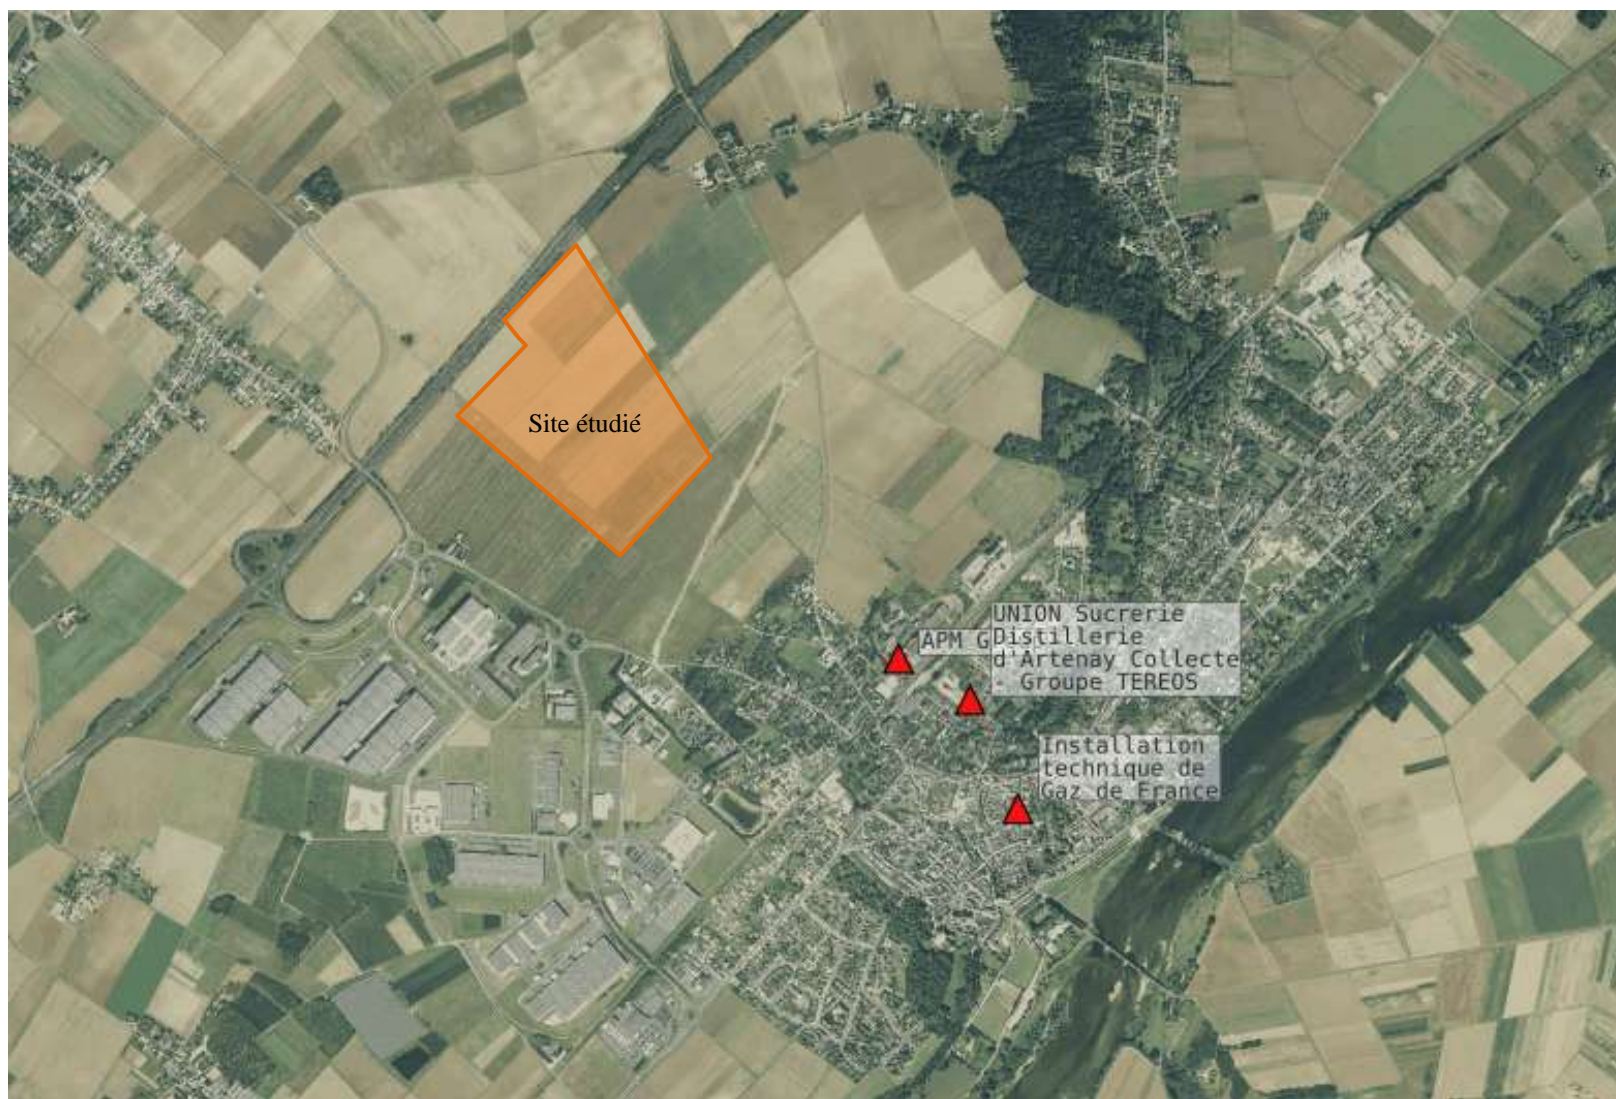 Site étudié
APM G
UNION Sucrerie
Distillerie
d'Artenay Collecte
- Groupe TEREOS
Installation
technique de
Gaz de France